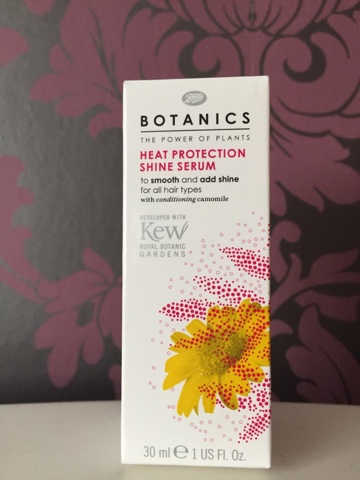 Boots
BOTANICS
THE POWER OF PLANTS
HEAT PROTECTION
SHINE SERUM
to smooth and add shine
for all hair types
with conditioning camomile
DEVELOPED WITH
Kew
ROYAL BOTANIC
GARDENS
30 ml e 1 US Fl. Oz.